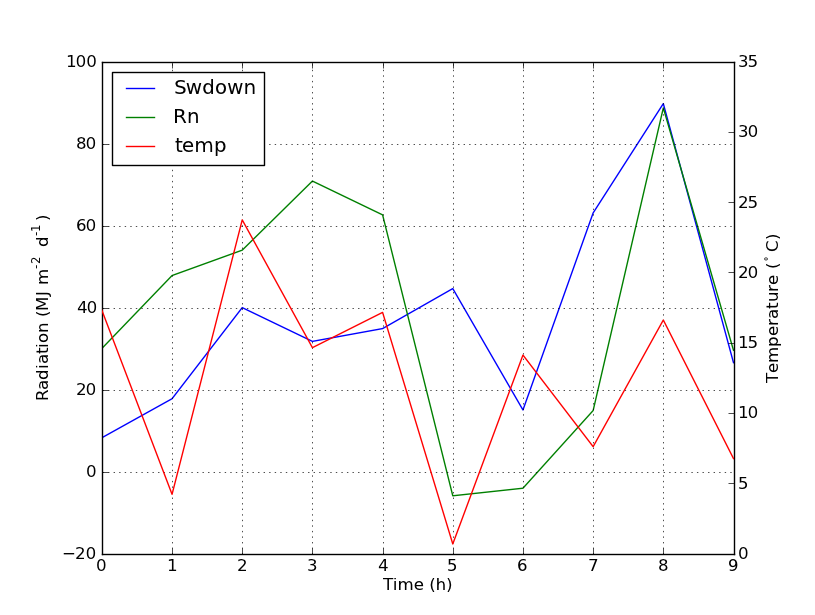 100
80
60
40
20
0
−20
Radiation (MJ m⁻² d⁻¹)
Swdown
Rn
temp
35
30
25
20
15
10
5
0
Temperature (°C)
0 1 2 3 4 5 6 7 8 9
Time (h)